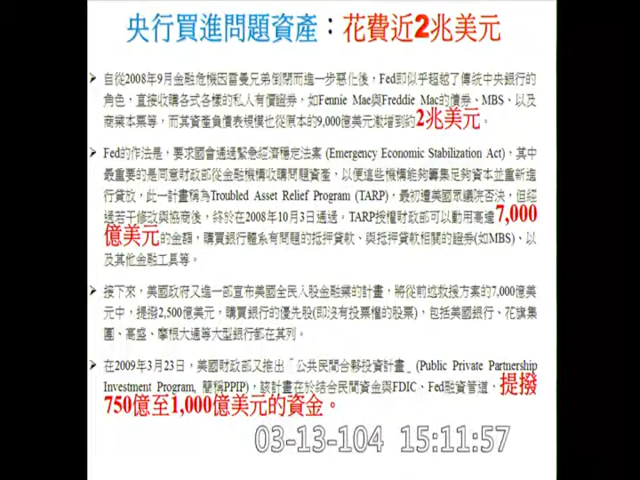 央行買進問題資產：花費近2兆美元
自從2008年9月金融危機因雷曼兄弟倒閉而進一步惡化後，Fed即似乎超越了傳統中央銀行的
角色，直接收購各式各樣的私人有價證券，如Fennie Mae與Freddie Mac的債券、MBS、以及
商業本票等，而其資產負債表規模也從原本的9,000億美元激增到約2兆美元。
Fed的作法是，要求國會通過緊急經濟穩定法案 (Emergency Economic Stabilization Act)，其中
最重要的是同意財政部從金融機構收購問題資產，以便這些機構能夠籌集足夠資本並重新進
行貸放，此一計畫稱為Troubled Asset Relief Program (TARP)，最初遭美國眾議院否決，但經
過若干修改與協商後，終於在2008年10月3日通過。TARP授權財政部可以動用高達7,000
億美元的金額，購買銀行體系有問題的抵押貸款、與抵押貸款相關的證券(如MBS)、以
及其他金融工具等。
接下來，美國政府又進一部宣布美國全民入股金融業的計畫，將從前述救援方案的7,000億美
元中，提撥2,500億美元，購買銀行的優先股(即沒有投票權的股票)，包括美國銀行、花旗集
團、高盛、摩根大通等大型銀行都在其列。
在2009年3月23日，美國財政部又推出「公共民間合夥投資計畫」(Public Private Partnership
Investment Program, 簡稱PPIP)，該計畫在於結合民間資金與FDIC、Fed融資管道，提撥
750億至1,000億美元的資金。
03-13-104 15:11:57